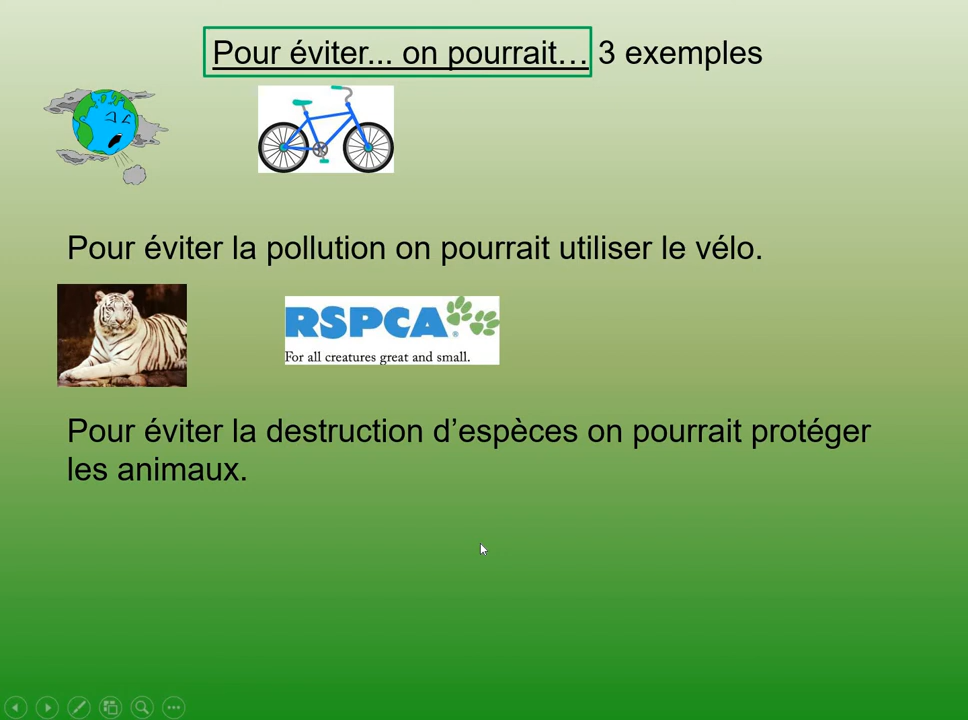 Pour éviter... on pourrait… 3 exemples
Pour éviter la pollution on pourrait utiliser le vélo.
RSPCA®
For all creatures great and small.
Pour éviter la destruction d’espèces on pourrait protéger
les animaux.